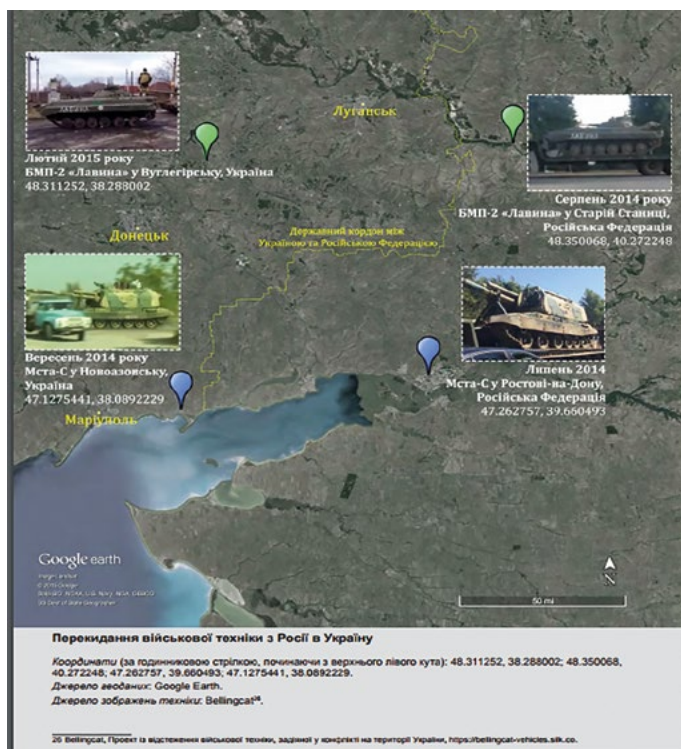 Луганськ
Лютий 2015 року
БМП-2 «Лавина» у Вуглегірську, Україна
48.311252, 38.288002
Серпень 2014 року
БМП-2 «Лавина» у Старій Станиці,
Російська Федерація
48.350068, 40.272248
Донецьк
Державний кордон між
Україною та Російською Федерацією
Вересень 2014 року
Мста-С у Новоазовську,
Україна
47.1275441, 38.0892229
Липень 2014
Мста-С у Ростові-на-Дону,
Російська Федерація
47.262757, 39.660493
Маріуполь
Google earth
© 2015 Google
N
50 mi
Перекидання військової техніки з Росії в Україну
Координати (за годинниковою стрілкою, починаючи з верхнього лівого кута): 48.311252, 38.288002; 48.350068,
40.272248; 47.262757, 39.660493; 47.1275441, 38.0892229.
Джерело геоданих: Google Earth.
Джерело зображень техніки: Bellingcat²⁶.
26 Bellingcat, Проект із відстеження військової техніки, задіяної у конфлікті на території України, https://bellingcat-vehicles.silk.co.